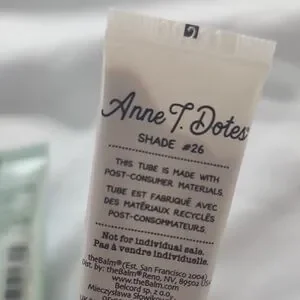 Anne T. Dotes®
SHADE #26
THIS TUBE IS MADE WITH
POST-CONSUMER MATERIALS.
TUBE EST FABRIQUÉ AVEC
DES MATÉRIAUX RECYCLÉS
POST-CONSOMMATEURS.
Not for individual sale.
Pas à vendre individuelle.
theBalm® (Est. San Francisco 2004)
Dist. by: theBalm® Reno, NV, 89502 USA
www.theBalm.com
Belcord sp. z o.o.
Mieczysława